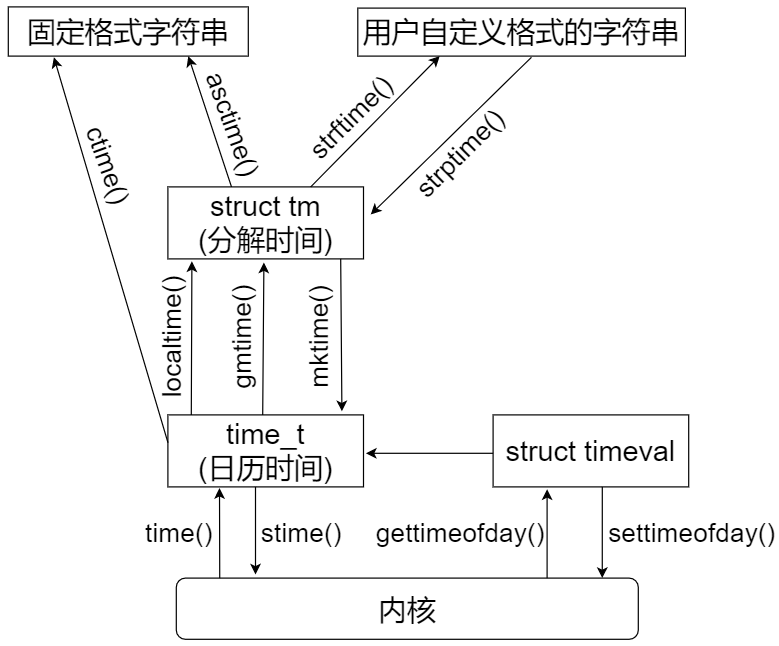 固定格式字符串
用户自定义格式的字符串
ctime()
asctime()
strftime()
strptime()
struct tm
(分解时间)
localtime()
gmtime()
mktime()
time_t
(日历时间)
struct timeval
time()
stime()
gettimeofday()
settimeofday()
内核